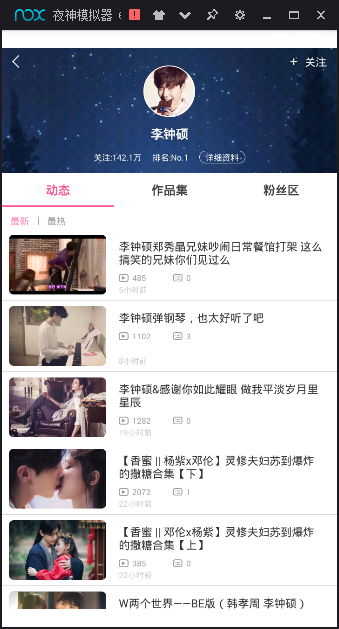 nox 夜神模拟器 6
+ 关注
李钟硕
关注:142.1万 排名:No.1 详细资料
动态 作品集 粉丝区
最新 | 最热
李钟硕郑秀晶兄妹吵闹日常餐馆打架 这么
搞笑的兄妹你们见过么
485 0
5小时前
李钟硕弹钢琴，也太好听了吧
1102 3
8小时前
李钟硕&感谢你如此耀眼 做我平淡岁月里
星辰
1282 0
19小时前
【香蜜 || 杨紫x邓伦】灵修夫妇苏到爆炸
的撒糖合集【下】
2072 1
22小时前
【香蜜 || 邓伦x杨紫】灵修夫妇苏到爆炸
的撒糖合集【上】
385 0
22小时前
W两个世界——BE版（韩孝周 李钟硕）